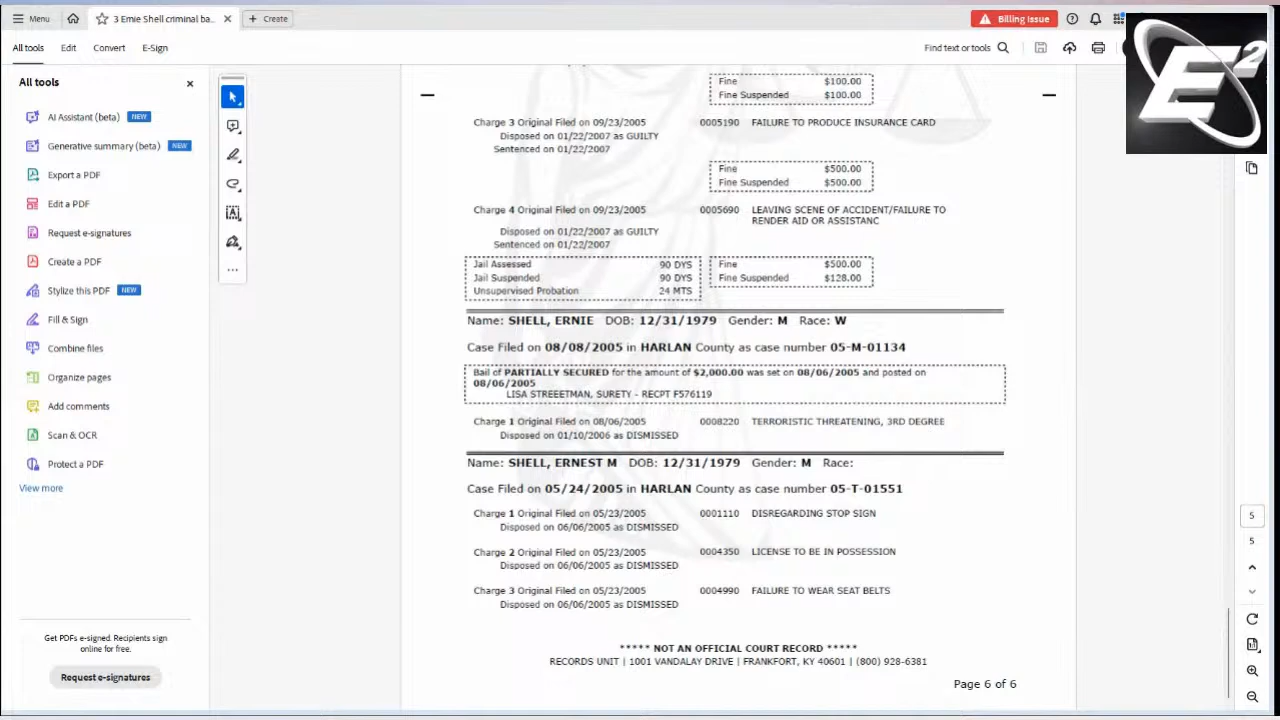 Menu
3 Ernie Shell criminal ba...
Create
Billing Issue
All tools
Edit
Convert
E-Sign
Find text or tools
E²
All tools
AI Assistant (beta) NEW
Generative summary (beta) NEW
Export a PDF
Edit a PDF
Request e-signatures
Create a PDF
Stylize this PDF NEW
Fill & Sign
Combine files
Organize pages
Add comments
Scan & OCR
Protect a PDF
View more
Get PDFs e-signed. Recipients sign
online for free.
Request e-signatures
Fine $100.00
Fine Suspended $100.00
Charge 3 Original Filed on 09/23/2005 0005190 FAILURE TO PRODUCE INSURANCE CARD
Disposed on 01/22/2007 as GUILTY
Sentenced on 01/22/2007
Fine $500.00
Fine Suspended $500.00
Charge 4 Original Filed on 09/23/2005 0005690 LEAVING SCENE OF ACCIDENT/FAILURE TO
RENDER AID OR ASSISTANC
Disposed on 01/22/2007 as GUILTY
Sentenced on 01/22/2007
Jail Assessed 90 DYS Fine $500.00
Jail Suspended 90 DYS Fine Suspended $128.00
Unsupervised Probation 24 MTS
Name: SHELL, ERNIE DOB: 12/31/1979 Gender: M Race: W
Case Filed on 08/08/2005 in HARLAN County as case number 05-M-01134
Bail of PARTIALLY SECURED for the amount of $2,000.00 was set on 08/06/2005 and posted on
08/06/2005
LISA STREEETMAN, SURETY - RECPT F576119
Charge 1 Original Filed on 08/06/2005 0008220 TERRORISTIC THREATENING, 3RD DEGREE
Disposed on 01/10/2006 as DISMISSED
Name: SHELL, ERNEST M DOB: 12/31/1979 Gender: M Race:
Case Filed on 05/24/2005 in HARLAN County as case number 05-T-01551
Charge 1 Original Filed on 05/23/2005 0001110 DISREGARDING STOP SIGN
Disposed on 06/06/2005 as DISMISSED
Charge 2 Original Filed on 05/23/2005 0004350 LICENSE TO BE IN POSSESSION
Disposed on 06/06/2005 as DISMISSED
Charge 3 Original Filed on 05/23/2005 0004990 FAILURE TO WEAR SEAT BELTS
Disposed on 06/06/2005 as DISMISSED
***** NOT AN OFFICIAL COURT RECORD *****
RECORDS UNIT | 1001 VANDALAY DRIVE | FRANKFORT, KY 40601 | (800) 928-6381
Page 6 of 6
5
5